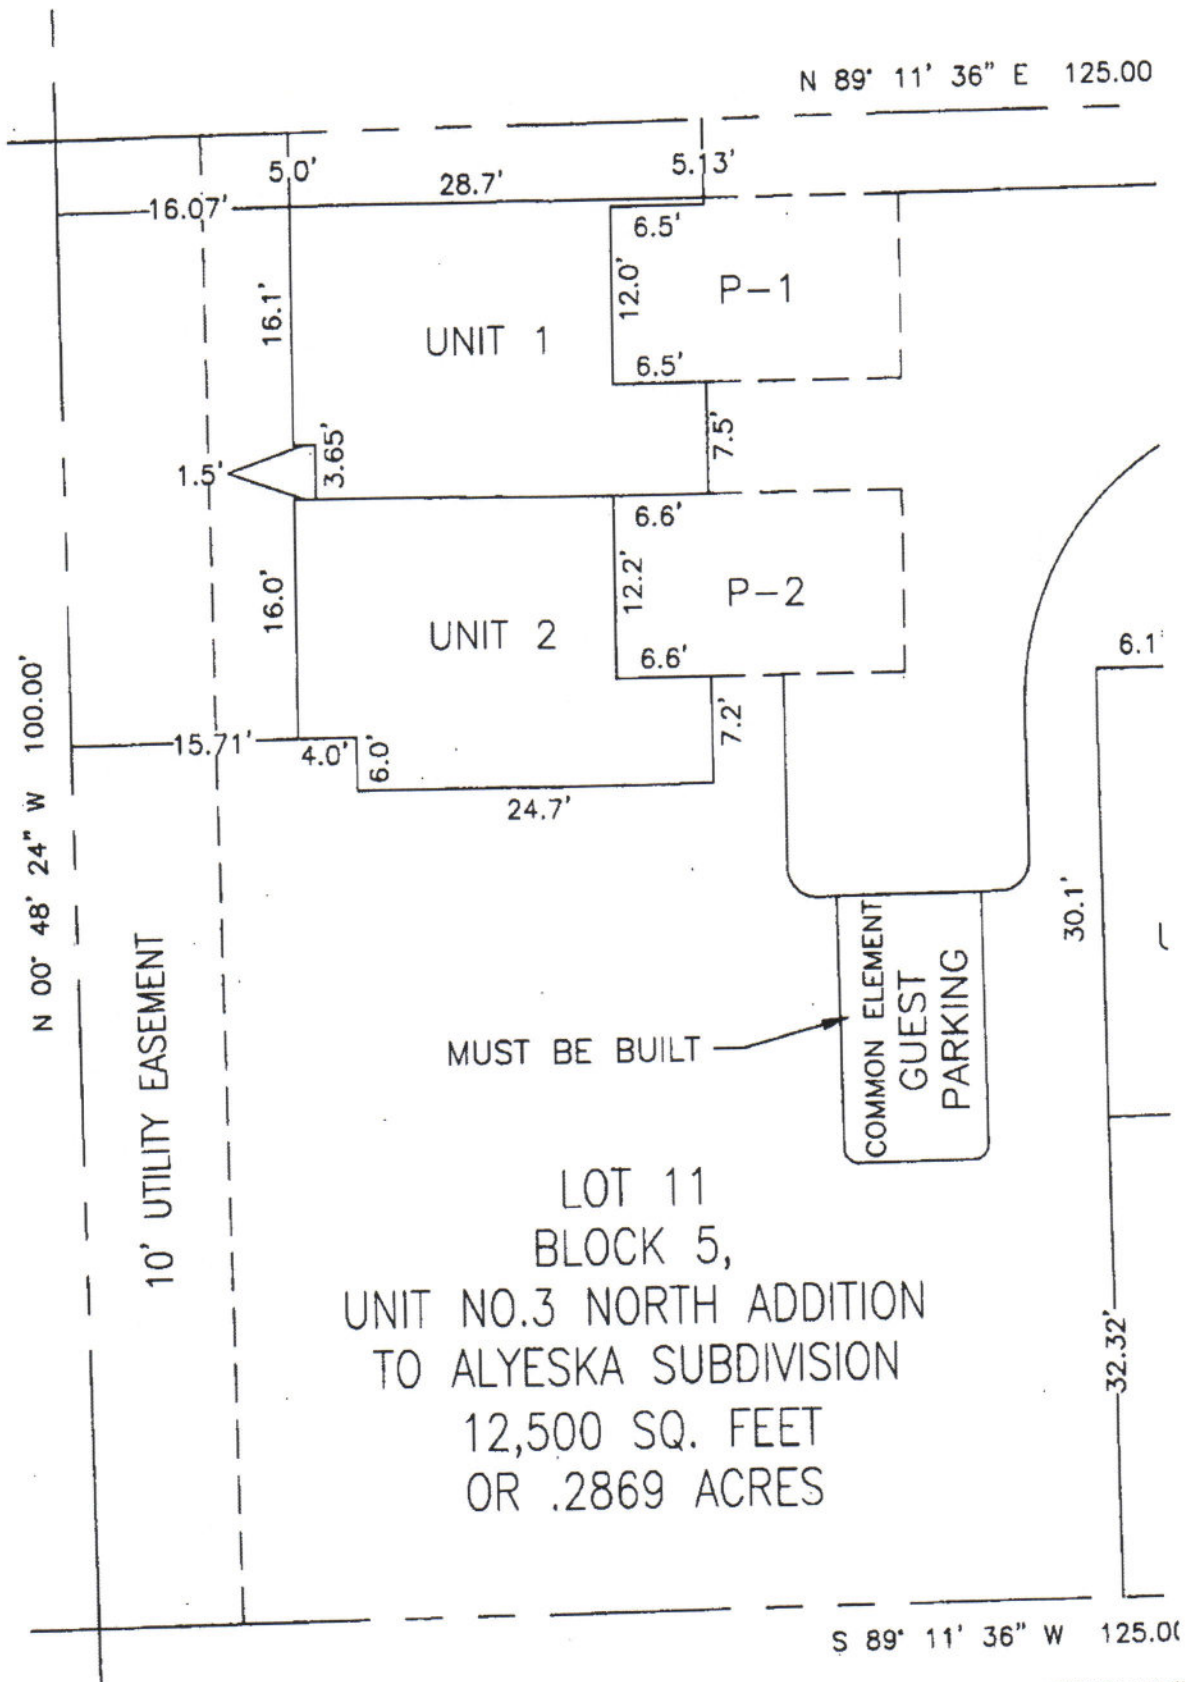 N 89° 11' 36" E 125.00
5.0'
5.13'
28.7'
16.07'
6.5'
12.0'
P-1
16.1'
UNIT 1
6.5'
7.5'
3.65'
1.5'
6.6'
12.2'
P-2
16.0'
UNIT 2
6.6'
6.1'
7.2'
15.71'
4.0'
6.0'
24.7'
N 00° 48' 24" W 100.00'
30.1'
COMMON ELEMENT
GUEST
PARKING
MUST BE BUILT
10' UTILITY EASEMENT
LOT 11
BLOCK 5,
UNIT NO.3 NORTH ADDITION
TO ALYESKA SUBDIVISION
12,500 SQ. FEET
OR .2869 ACRES
32.32'
S 89° 11' 36" W 125.00